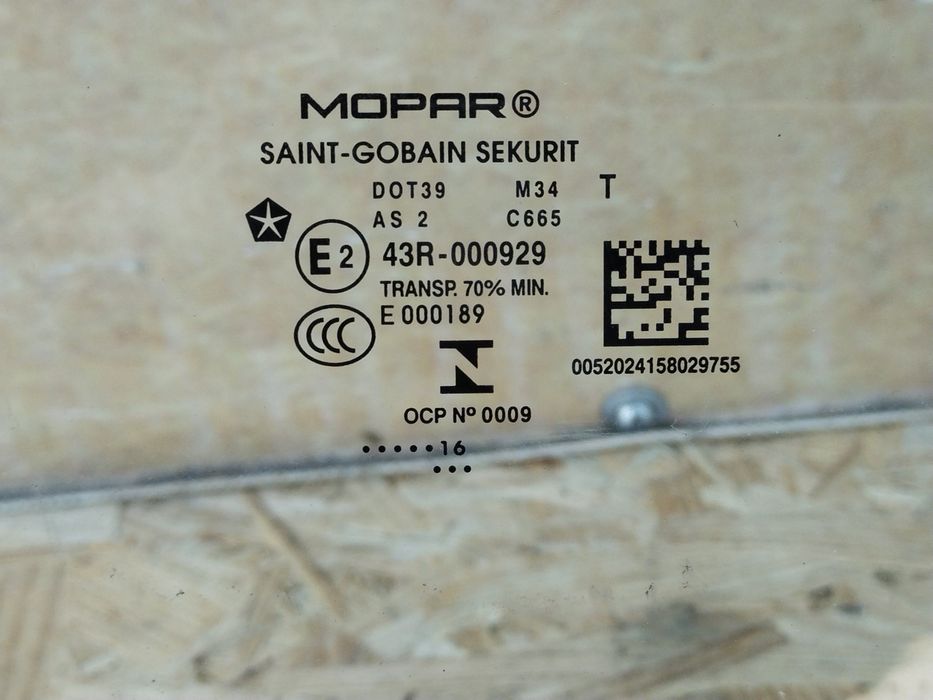 MOPAR®
SAINT-GOBAIN SEKURIT
DOT39 M34 T
AS 2 C665
E2 43R-000929
TRANSP. 70% MIN.
CCC E 000189
OCP Nº 0009
0052024158029755
.....16
...